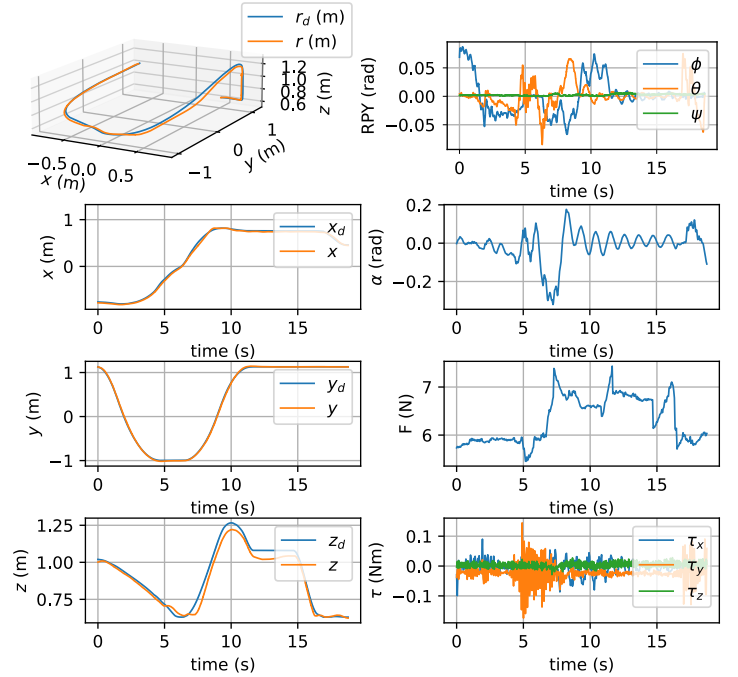 r_d (m)
r (m)
1.2
1.0
0.8
0.6
z (m)
−0.5
0.0
0.5
x (m)
−1
0
1
y (m)
0.05
0.00
−0.05
RPY (rad)
ϕ
θ
ψ
0
5
10
15
time (s)
1
0
x (m)
x_d
x
0
5
10
15
time (s)
0.2
0.0
−0.2
α (rad)
0
5
10
15
time (s)
1
0
−1
y (m)
y_d
y
0
5
10
15
time (s)
7
6
F (N)
0
5
10
15
time (s)
1.25
1.00
0.75
z (m)
z_d
z
0
5
10
15
time (s)
0.1
0.0
−0.1
τ (Nm)
τ_x
τ_y
τ_z
0
5
10
15
time (s)